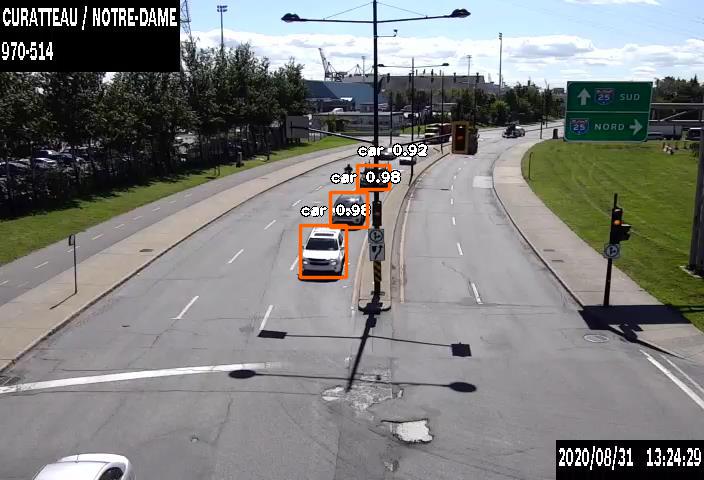 CURATTEAU / NOTRE-DAME
970-514
25 SUD
25 NORD
car 0.92
car 0.98
car 0.98
2020/08/31 13:24:29